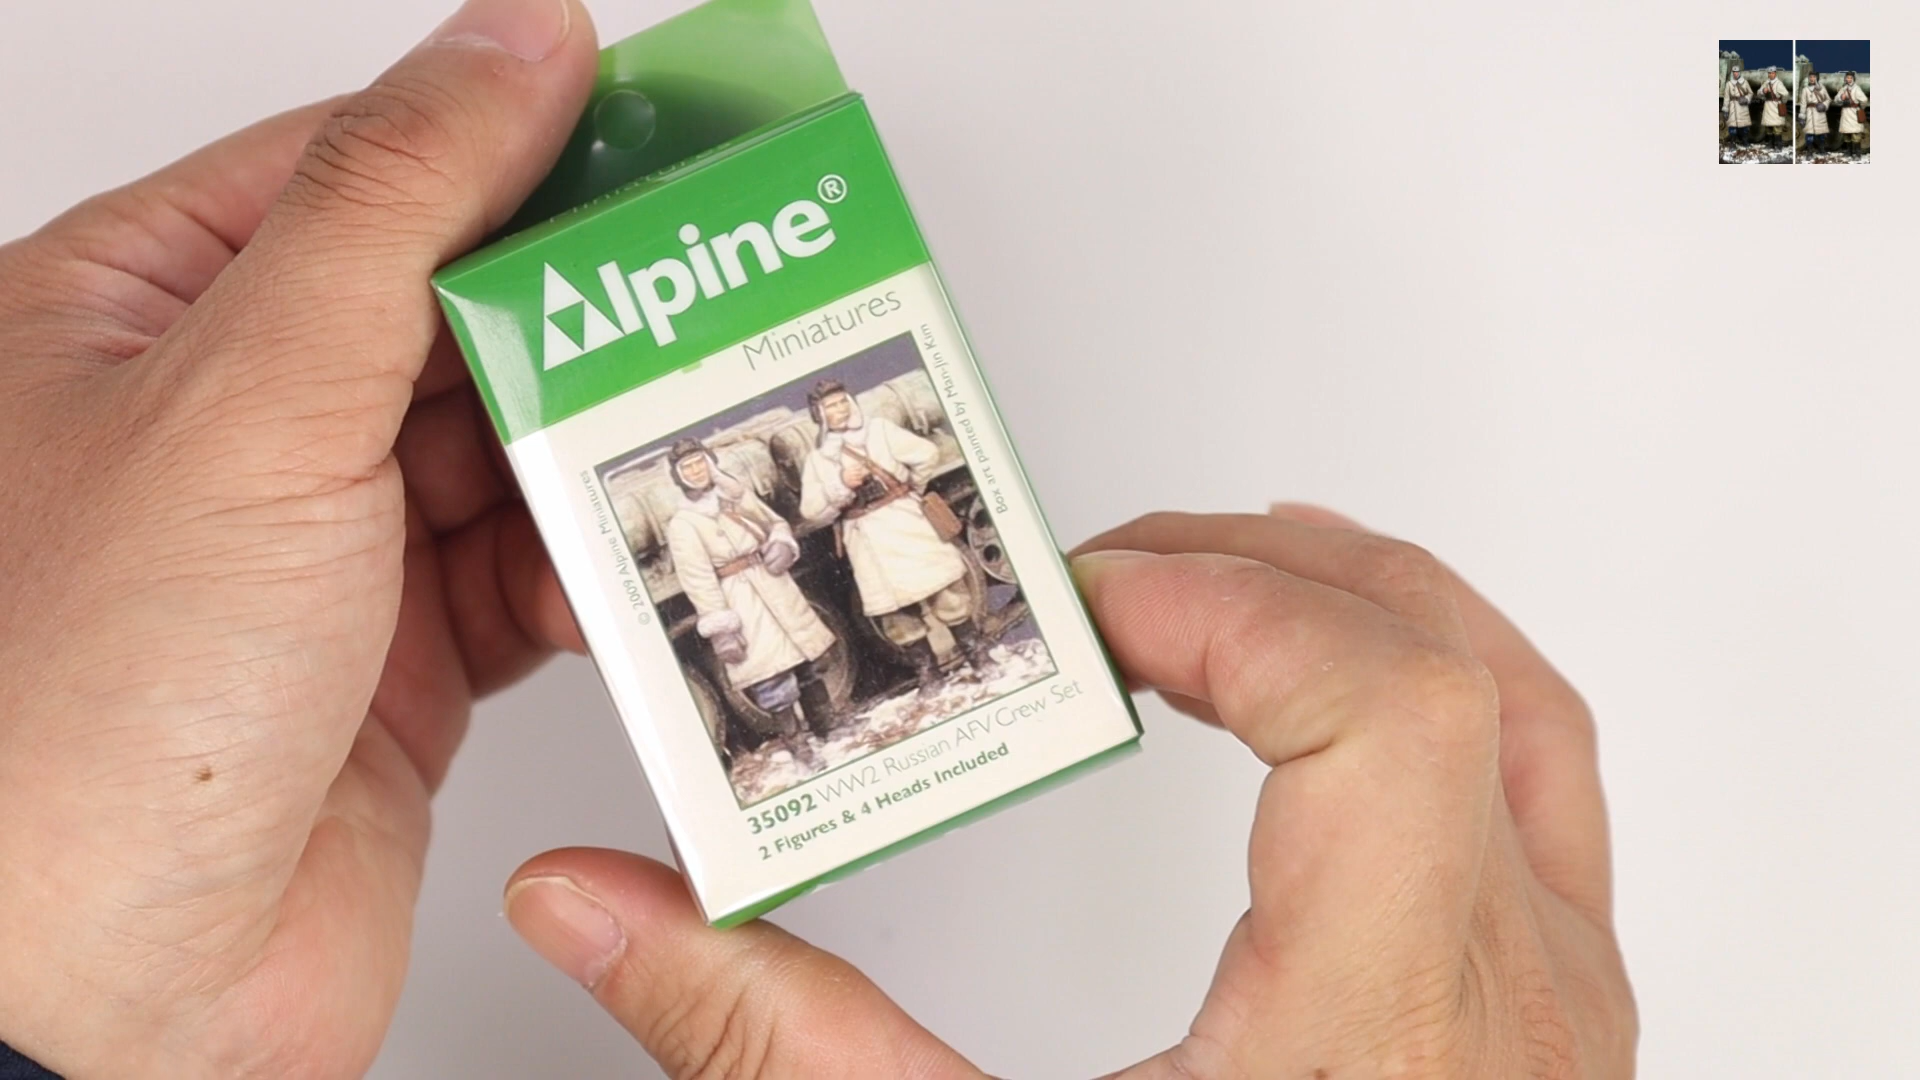 Alpine®
Miniatures
© 2009 Alpine Miniatures
Box art painted by Man-Jin Kim
35092 WW2 Russian AFV Crew Set
2 Figures & 4 Heads Included